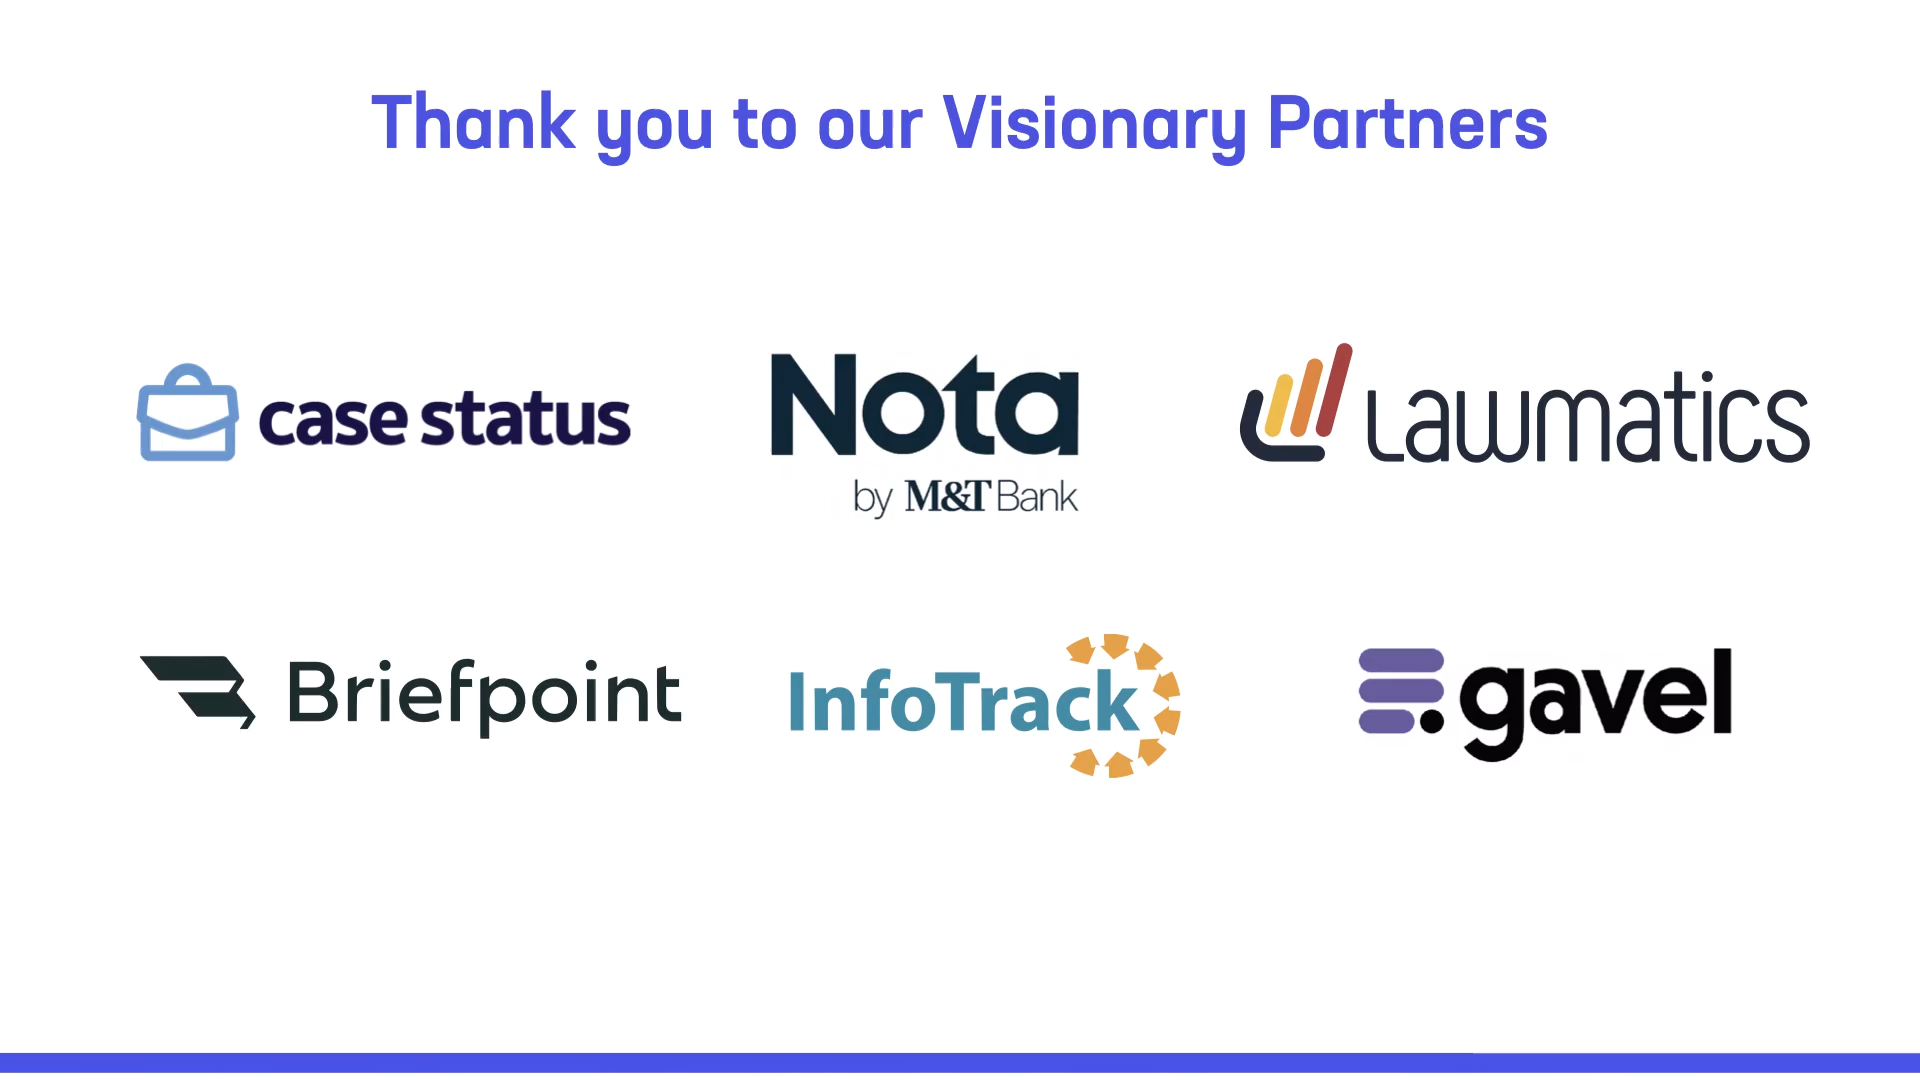 Thank you to our Visionary Partners
case status
Nota
by M&T Bank
Lawmatics
Briefpoint
InfoTrack
gavel